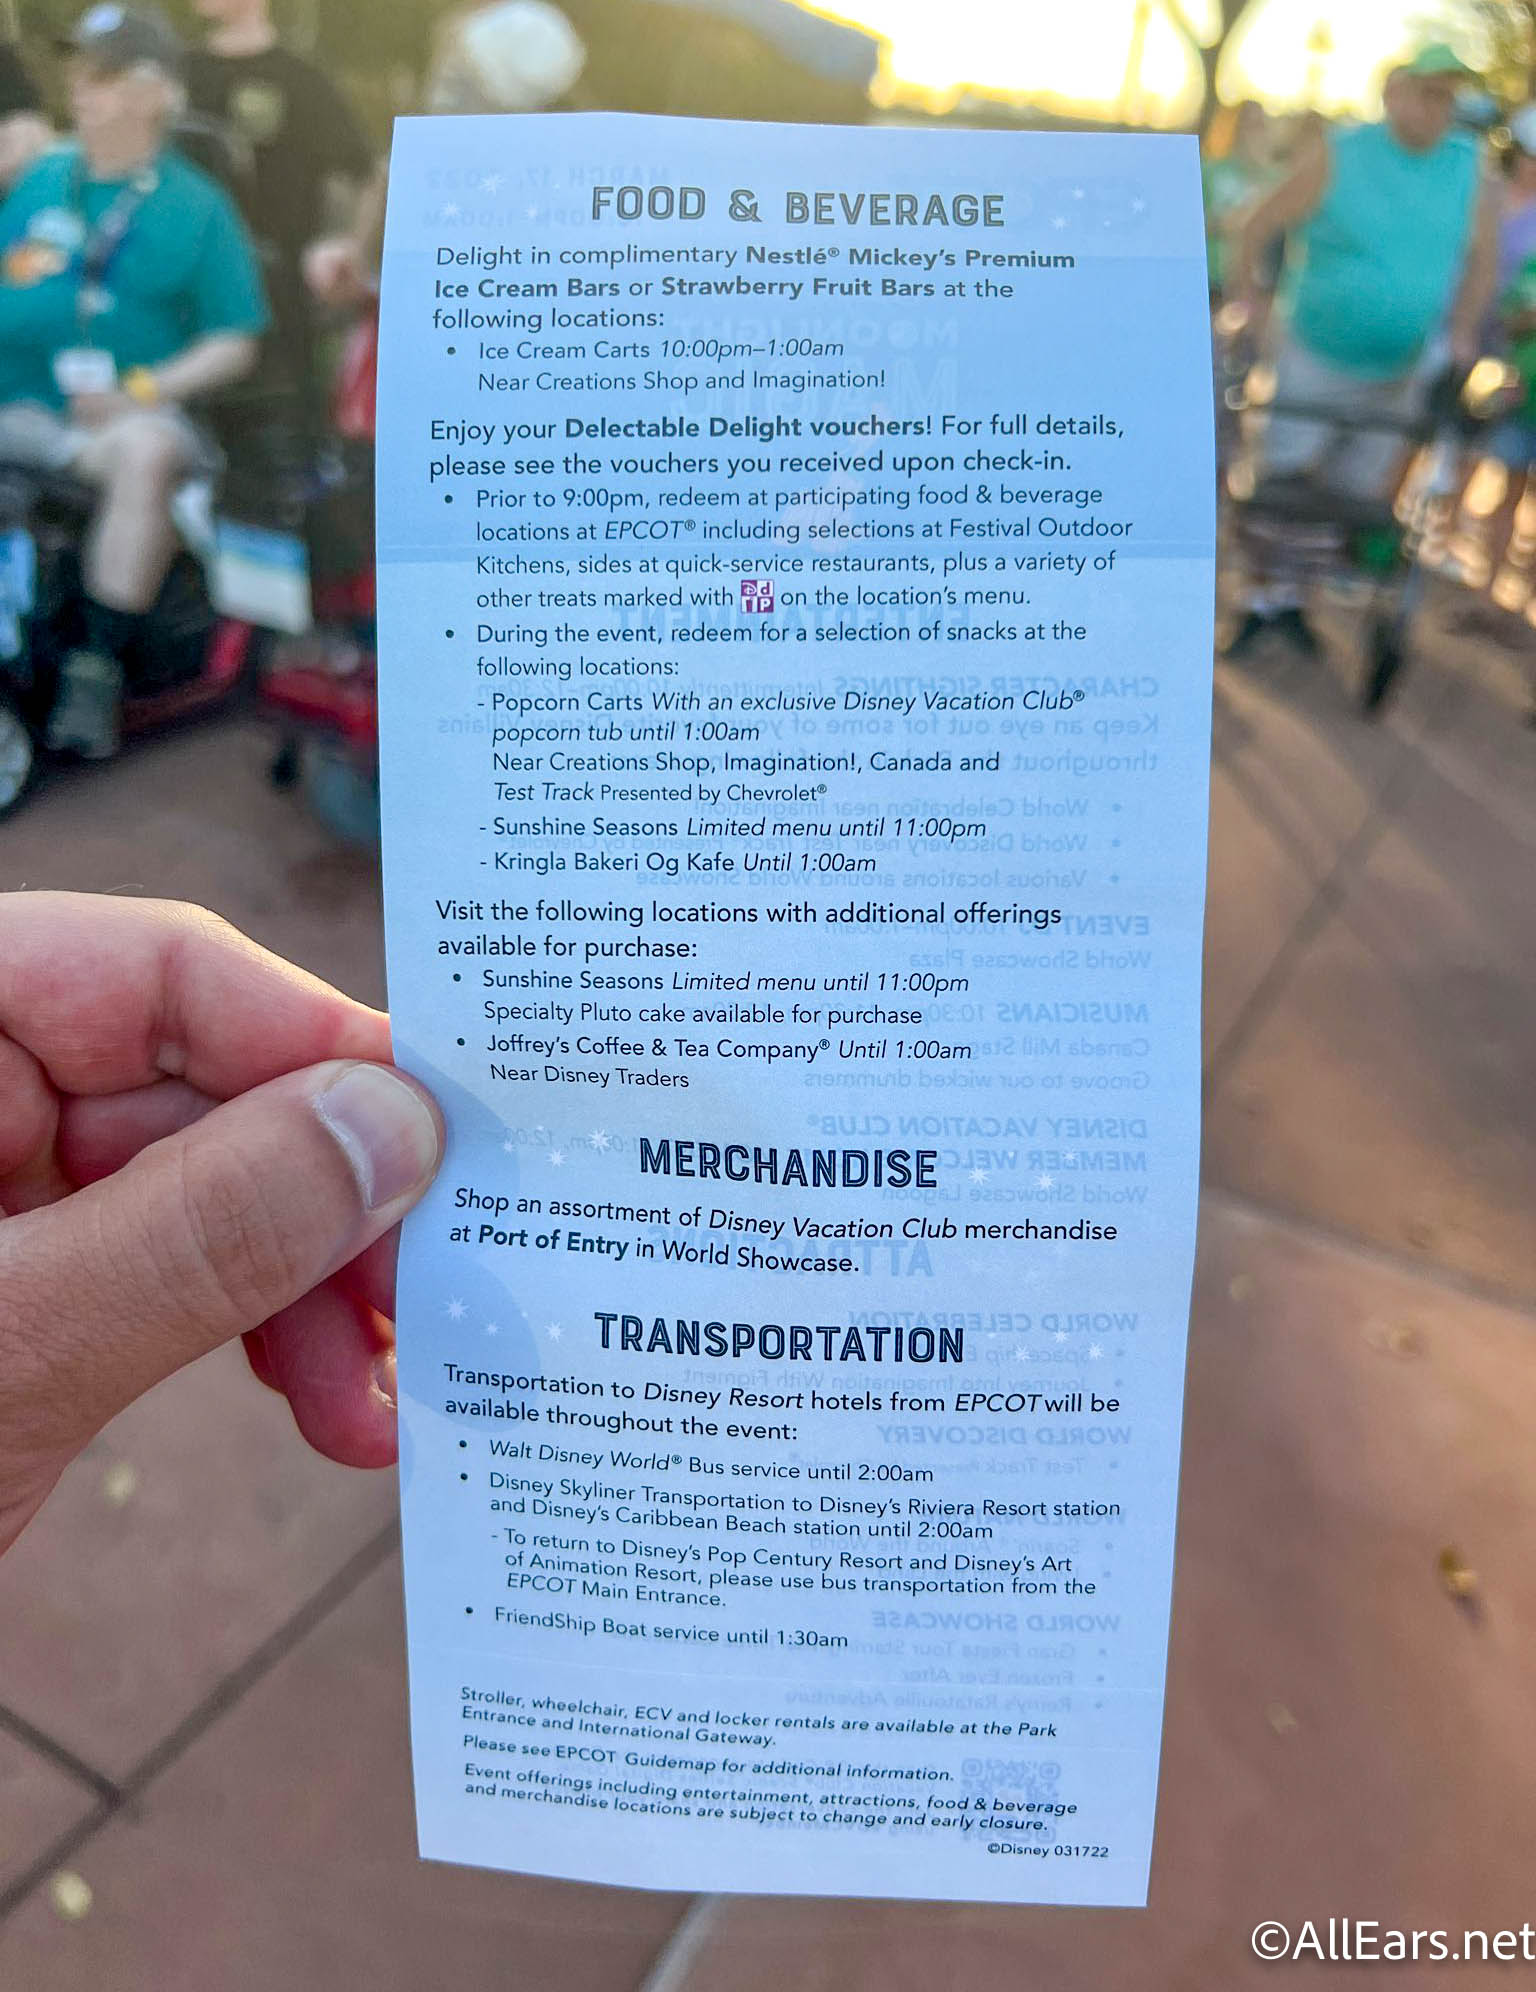 FOOD & BEVERAGE
Delight in complimentary Nestlé® Mickey's Premium
Ice Cream Bars or Strawberry Fruit Bars at the
following locations:
• Ice Cream Carts 10:00pm–1:00am
Near Creations Shop and Imagination!
Enjoy your Delectable Delight vouchers! For full details,
please see the vouchers you received upon check-in.
• Prior to 9:00pm, redeem at participating food & beverage
locations at EPCOT® including selections at Festival Outdoor
Kitchens, sides at quick-service restaurants, plus a variety of
other treats marked with on the location's menu.
• During the event, redeem for a selection of snacks at the
following locations:
- Popcorn Carts With an exclusive Disney Vacation Club®
popcorn tub until 1:00am
Near Creations Shop, Imagination!, Canada and
Test Track Presented by Chevrolet®
- Sunshine Seasons Limited menu until 11:00pm
- Kringla Bakeri Og Kafe Until 1:00am
Visit the following locations with additional offerings
available for purchase:
• Sunshine Seasons Limited menu until 11:00pm
Specialty Pluto cake available for purchase
• Joffrey's Coffee & Tea Company® Until 1:00am
Near Disney Traders
MERCHANDISE
Shop an assortment of Disney Vacation Club merchandise
at Port of Entry in World Showcase.
TRANSPORTATION
Transportation to Disney Resort hotels from EPCOT will be
available throughout the event:
• Walt Disney World® Bus service until 2:00am
• Disney Skyliner Transportation to Disney's Riviera Resort station
and Disney's Caribbean Beach station until 2:00am
- To return to Disney's Pop Century Resort and Disney's Art
of Animation Resort, please use bus transportation from the
EPCOT Main Entrance.
• FriendShip Boat service until 1:30am
Stroller, wheelchair, ECV and locker rentals are available at the Park
Entrance and International Gateway.
Please see EPCOT Guidemap for additional information.
Event offerings including entertainment, attractions, food & beverage
and merchandise locations are subject to change and early closure.
©Disney 031722
©AllEars.net